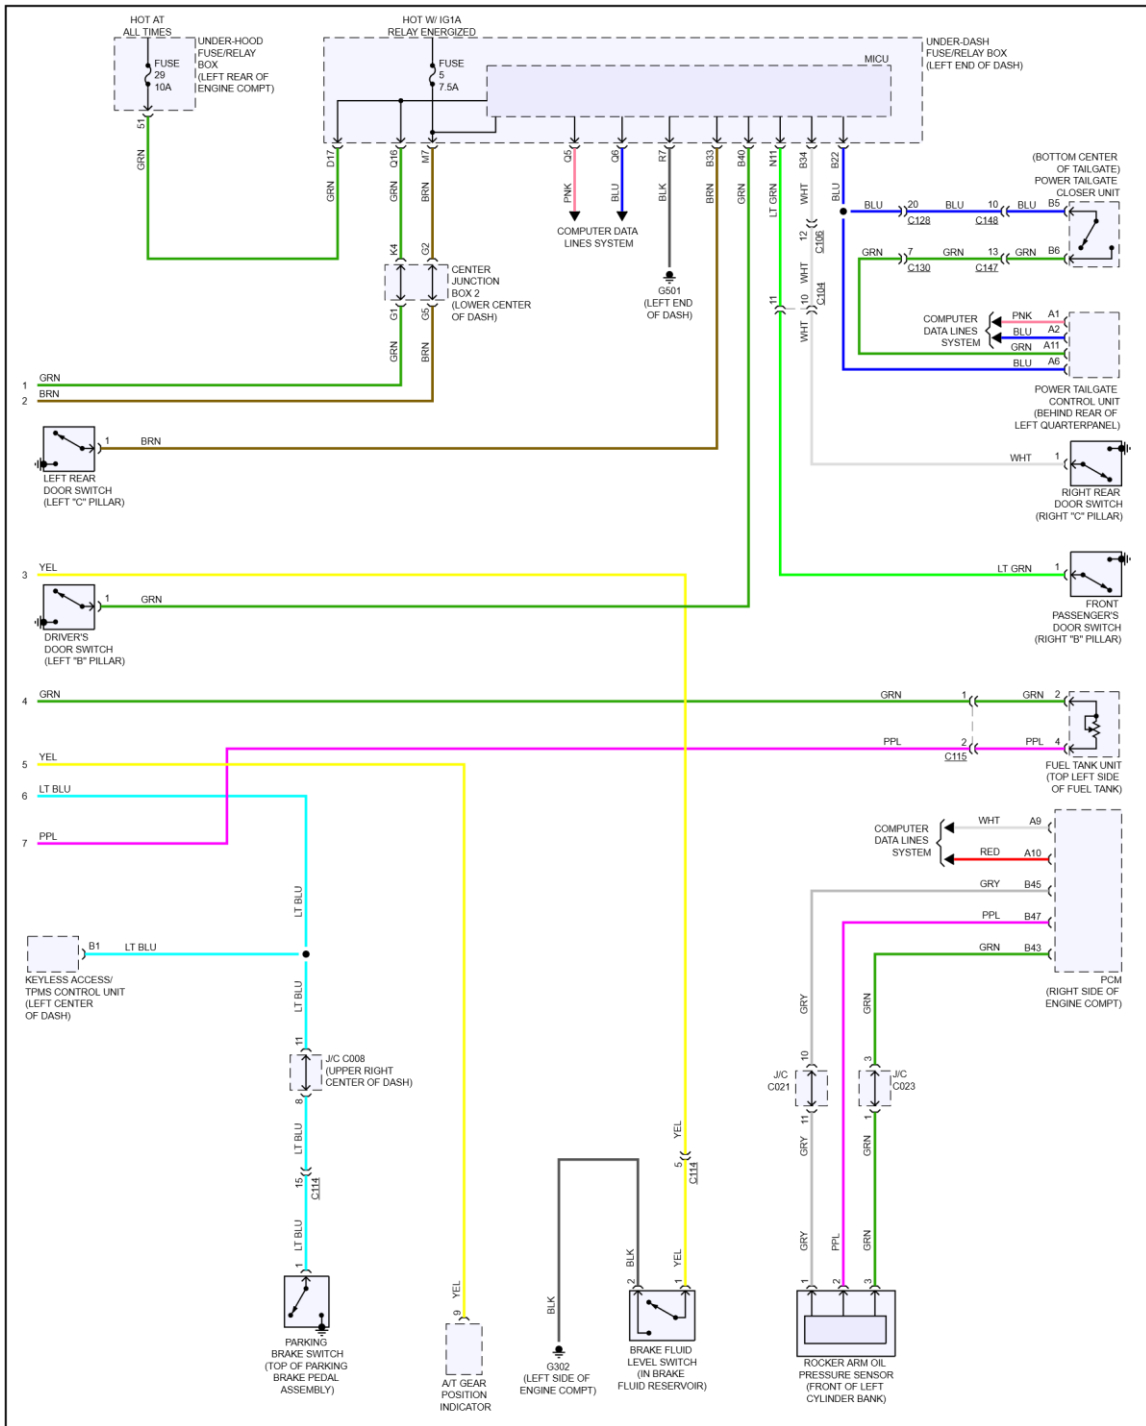 HOT AT
ALL TIMES
UNDER-HOOD
FUSE/RELAY
BOX
(LEFT REAR OF
ENGINE COMPT)
FUSE
29
10A
51
GRN
HOT W/ IG1A
RELAY ENERGIZED
FUSE
5
7.5A
MICU
UNDER-DASH
FUSE/RELAY BOX
(LEFT END OF DASH)
D17
Q16
M7
Q5
Q6
R7
B33
B40
N11
B34
B22
GRN
GRN
BRN
PNK
BLU
BLK
BRN
GRN
LT GRN
WHT
BLU
COMPUTER DATA
LINES SYSTEM
G501
(LEFT END
OF DASH)
K4
G2
CENTER
JUNCTION
BOX 2
(LOWER CENTER
OF DASH)
G1
G5
GRN
BRN
12
C106
WHT
11
10
C104
WHT
(BOTTOM CENTER
OF TAILGATE)
POWER TAILGATE
CLOSER UNIT
BLU
20
C128
BLU
10
C148
BLU
B5
GRN
7
C130
GRN
13
C147
GRN
B6
COMPUTER
DATA LINES
SYSTEM
PNK
A1
BLU
A2
GRN
A11
BLU
A6
POWER TAILGATE
CONTROL UNIT
(BEHIND REAR OF
LEFT QUARTERPANEL)
1
GRN
2
BRN
1
BRN
LEFT REAR
DOOR SWITCH
(LEFT "C" PILLAR)
WHT
1
RIGHT REAR
DOOR SWITCH
(RIGHT "C" PILLAR)
3
YEL
1
GRN
DRIVER'S
DOOR SWITCH
(LEFT "B" PILLAR)
LT GRN
1
FRONT
PASSENGER'S
DOOR SWITCH
(RIGHT "B" PILLAR)
4
GRN
GRN
1
GRN
2
PPL
2
C115
PPL
4
FUEL TANK UNIT
(TOP LEFT SIDE
OF FUEL TANK)
5
YEL
6
LT BLU
7
PPL
COMPUTER
DATA LINES
SYSTEM
WHT
A9
RED
A10
GRY
B45
PPL
B47
GRN
B43
PCM
(RIGHT SIDE OF
ENGINE COMPT)
LT BLU
B1
LT BLU
KEYLESS ACCESS/
TPMS CONTROL UNIT
(LEFT CENTER
OF DASH)
LT BLU
11
J/C C008
(UPPER RIGHT
CENTER OF DASH)
8
LT BLU
15
C114
LT BLU
1
PARKING
BRAKE SWITCH
(TOP OF PARKING
BRAKE PEDAL
ASSEMBLY)
YEL
9
A/T GEAR
POSITION
INDICATOR
BLK
G302
(LEFT SIDE OF
ENGINE COMPT)
BLK
2
YEL
5
C114
YEL
1
BRAKE FLUID
LEVEL SWITCH
(IN BRAKE
FLUID RESERVOIR)
GRY
10
J/C
C021
11
GRY
GRY
1
PPL
2
GRN
3
J/C
C023
1
GRN
GRN
3
ROCKER ARM OIL
PRESSURE SENSOR
(FRONT OF LEFT
CYLINDER BANK)